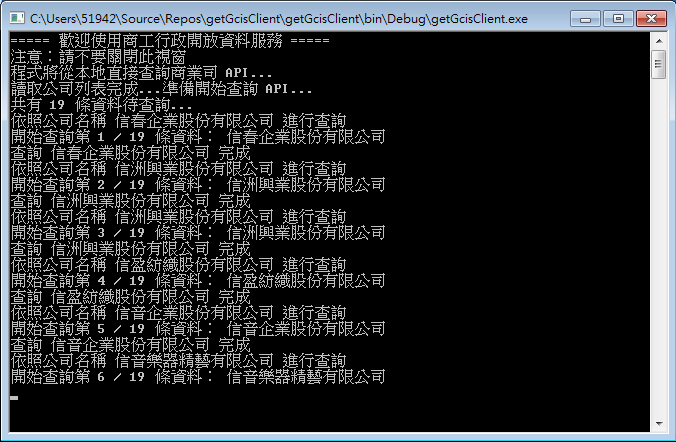 C:\Users\51942\Source\Repos\getGcisClient\getGcisClient\bin\Debug\getGcisClient.exe
===== 歡迎使用商工行政開放資料服務 =====
注意：請不要關閉此視窗
程式將從本地直接查詢商業司 API...
讀取公司列表完成...準備開始查詢 API...
共有 19 條資料待查詢...
依照公司名稱 信春企業股份有限公司 進行查詢
開始查詢第 1 / 19 條資料： 信春企業股份有限公司
查詢 信春企業股份有限公司 完成
依照公司名稱 信洲興業股份有限公司 進行查詢
開始查詢第 2 / 19 條資料： 信洲興業股份有限公司
查詢 信洲興業股份有限公司 完成
依照公司名稱 信洲興業股份有限公司 進行查詢
開始查詢第 3 / 19 條資料： 信洲興業股份有限公司
查詢 信洲興業股份有限公司 完成
依照公司名稱 信盈紡織股份有限公司 進行查詢
開始查詢第 4 / 19 條資料： 信盈紡織股份有限公司
查詢 信盈紡織股份有限公司 完成
依照公司名稱 信音企業股份有限公司 進行查詢
開始查詢第 5 / 19 條資料： 信音企業股份有限公司
查詢 信音企業股份有限公司 完成
依照公司名稱 信音樂器精藝有限公司 進行查詢
開始查詢第 6 / 19 條資料： 信音樂器精藝有限公司